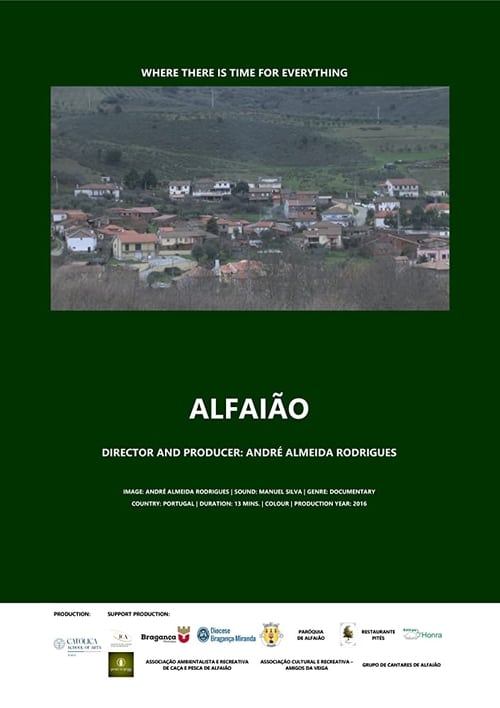 WHERE THERE IS TIME FOR EVERYTHING
ALFAIÃO
DIRECTOR AND PRODUCER: ANDRÉ ALMEIDA RODRIGUES
IMAGE: ANDRÉ ALMEIDA RODRIGUES | SOUND: MANUEL SILVA | GENRE: DOCUMENTARY
COUNTRY: PORTUGAL | DURATION: 13 MINS. | COLOUR | PRODUCTION YEAR: 2016
PRODUCTION:
SUPPORT PRODUCTION:
CATOLICA
SCHOOL OF ARTS
Bragança
Diocese
Bragança-Miranda
PARÓQUIA
DE ALFAIÃO
RESTAURANTE
PITÉS
Honra
ASSOCIAÇÃO AMBIENTALISTA E RECREATIVA
DE CAÇA E PESCA DE ALFAIÃO
ASSOCIAÇÃO CULTURAL E RECREATIVA –
AMIGOS DA VEIGA
GRUPO DE CANTARES DE ALFAIÃO